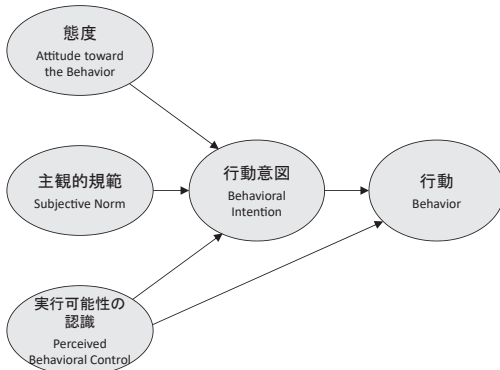 態度
Attitude toward
the Behavior
主観的規範
Subjective Norm
行動意図
Behavioral
Intention
行動
Behavior
実行可能性の
認識
Perceived
Behavioral Control